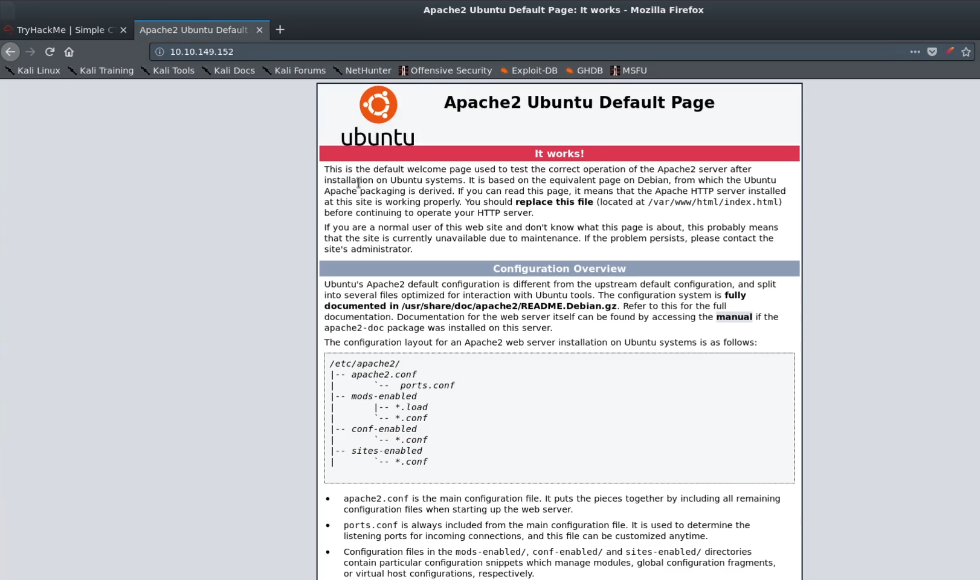 Apache2 Ubuntu Default Page: It works - Mozilla Firefox
TryHackMe | Simple C
Apache2 Ubuntu Default
10.10.149.152
Kali Linux Kali Training Kali Tools Kali Docs Kali Forums NetHunter Offensive Security Exploit-DB GHDB MSFU
ubuntu
Apache2 Ubuntu Default Page
It works!
This is the default welcome page used to test the correct operation of the Apache2 server after
installation on Ubuntu systems. It is based on the equivalent page on Debian, from which the Ubuntu
Apache packaging is derived. If you can read this page, it means that the Apache HTTP server installed
at this site is working properly. You should replace this file (located at /var/www/html/index.html)
before continuing to operate your HTTP server.
If you are a normal user of this web site and don't know what this page is about, this probably means
that the site is currently unavailable due to maintenance. If the problem persists, please contact the
site's administrator.
Configuration Overview
Ubuntu's Apache2 default configuration is different from the upstream default configuration, and split
into several files optimized for interaction with Ubuntu tools. The configuration system is fully
documented in /usr/share/doc/apache2/README.Debian.gz. Refer to this for the full
documentation. Documentation for the web server itself can be found by accessing the manual if the
apache2-doc package was installed on this server.
The configuration layout for an Apache2 web server installation on Ubuntu systems is as follows:
/etc/apache2/
|-- apache2.conf
|       `--  ports.conf
|-- mods-enabled
|       |-- *.load
|       `-- *.conf
|-- conf-enabled
|       `-- *.conf
|-- sites-enabled
|       `-- *.conf
• apache2.conf is the main configuration file. It puts the pieces together by including all remaining
configuration files when starting up the web server.
• ports.conf is always included from the main configuration file. It is used to determine the
listening ports for incoming connections, and this file can be customized anytime.
• Configuration files in the mods-enabled/, conf-enabled/ and sites-enabled/ directories
contain particular configuration snippets which manage modules, global configuration fragments,
or virtual host configurations, respectively.